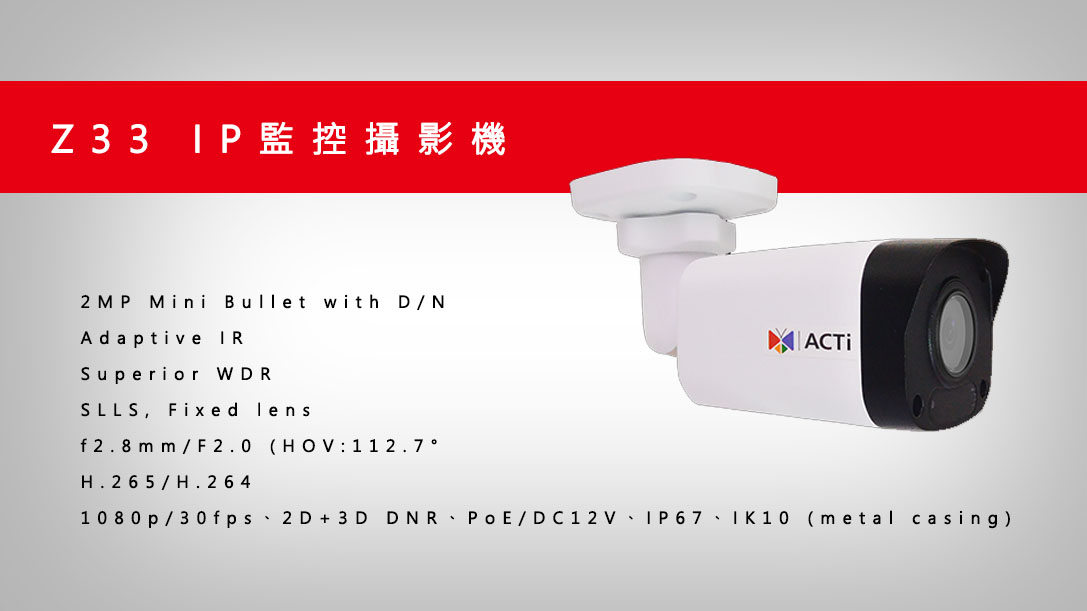 Z33 IP監控攝影機
ACTi
2MP Mini Bullet with D/N
Adaptive IR
Superior WDR
SLLS, Fixed lens
f2.8mm/F2.0 (HOV:112.7°
H.265/H.264
1080p/30fps、2D+3D DNR、PoE/DC12V、IP67、IK10 (metal casing)